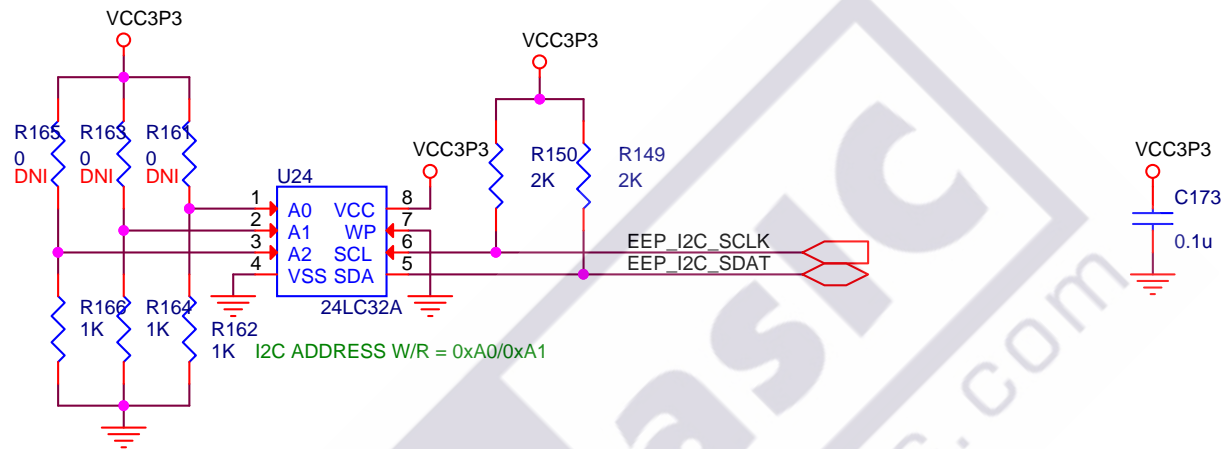 VCC3P3
VCC3P3
VCC3P3
VCC3P3
R165
0
DNI
R163
0
DNI
R161
0
DNI
R150
2K
R149
2K
C173
0.1u
U24
1 A0 VCC 8
2 A1 WP 7
3 A2 SCL 6
4 VSS SDA 5
24LC32A
EEP_I2C_SCLK
EEP_I2C_SDAT
R166
1K
R164
1K
R162
1K
I2C ADDRESS W/R = 0xA0/0xA1
asic
c.com